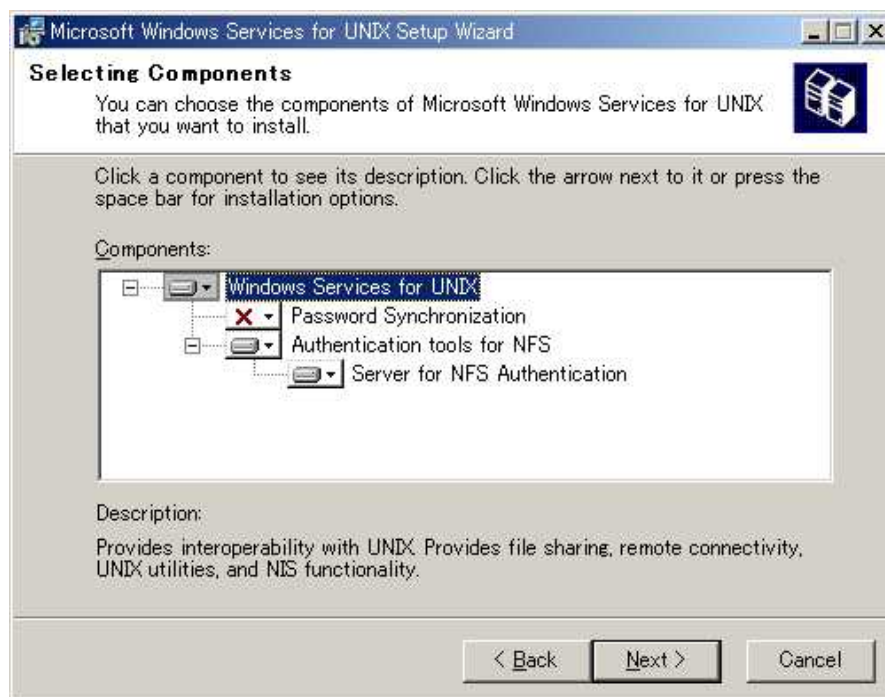 Microsoft Windows Services for UNIX Setup Wizard
Selecting Components
You can choose the components of Microsoft Windows Services for UNIX
that you want to install.
Click a component to see its description. Click the arrow next to it or press the
space bar for installation options.
Components:
Windows Services for UNIX
Password Synchronization
Authentication tools for NFS
Server for NFS Authentication
Description:
Provides interoperability with UNIX. Provides file sharing, remote connectivity,
UNIX utilities, and NIS functionality.
< Back
Next >
Cancel